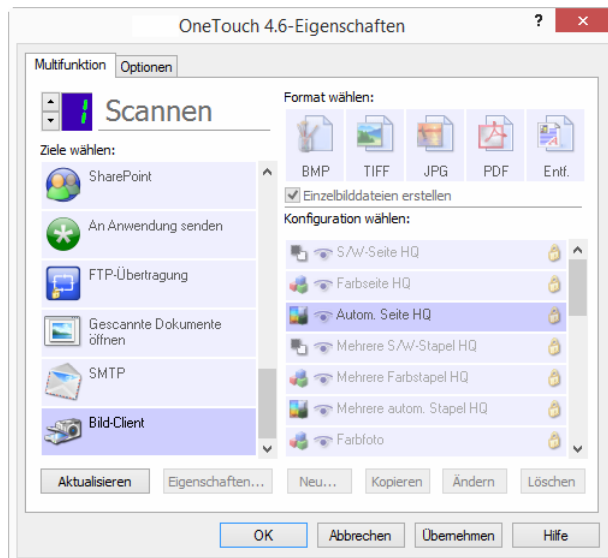 OneTouch 4.6-Eigenschaften
Multifunktion
Optionen
1
Scannen
Ziele wählen:
SharePoint
An Anwendung senden
FTP-Übertragung
Gescannte Dokumente
öffnen
SMTP
Bild-Client
Format wählen:
BMP
TIFF
JPG
PDF
Entf.
Einzelbilddateien erstellen
Konfiguration wählen:
S/W-Seite HQ
Farbseite HQ
Autom. Seite HQ
Mehrere S/W-Stapel HQ
Mehrere Farbstapel HQ
Mehrere autom. Stapel HQ
Farbfoto
Aktualisieren
Eigenschaften...
Neu...
Kopieren
Ändern
Löschen
OK
Abbrechen
Übernehmen
Hilfe